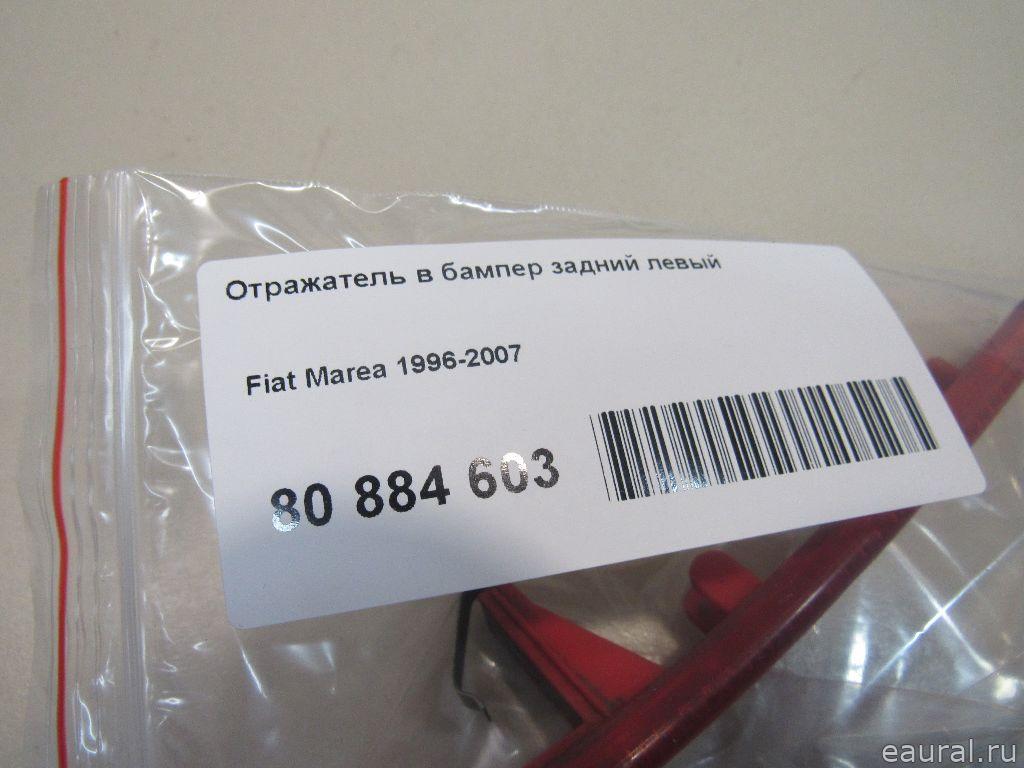 Отражатель в бампер задний левый
Fiat Marea 1996-2007
80 884 603
eaural.ru